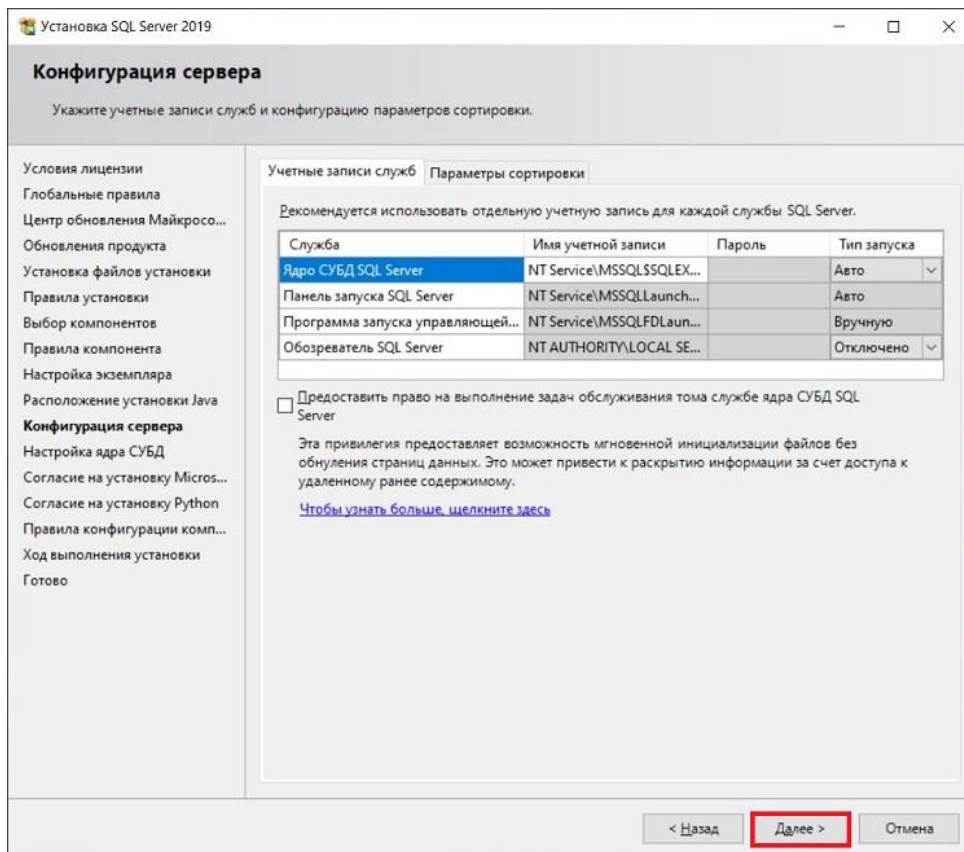 Установка SQL Server 2019
Конфигурация сервера
Укажите учетные записи служб и конфигурацию параметров сортировки.
Условия лицензии
Глобальные правила
Центр обновления Майкросо...
Обновления продукта
Установка файлов установки
Правила установки
Выбор компонентов
Правила компонента
Настройка экземпляра
Расположение установки Java
Конфигурация сервера
Настройка ядра СУБД
Согласие на установку Micros...
Согласие на установку Python
Правила конфигурации комп...
Ход выполнения установки
Готово
Учетные записи служб Параметры сортировки
Рекомендуется использовать отдельную учетную запись для каждой службы SQL Server.
Служба Имя учетной записи Пароль Тип запуска
Ядро СУБД SQL Server NT Service\MSSQL$SQLEX... Авто
Панель запуска SQL Server NT Service\MSSQLLaunch... Авто
Программа запуска управляющей... NT Service\MSSQLFDLaun... Вручную
Обозреватель SQL Server NT AUTHORITY\LOCAL SE... Отключено
Предоставить право на выполнение задач обслуживания тома службе ядра СУБД SQL
Server
Эта привилегия предоставляет возможность мгновенной инициализации файлов без
обнуления страниц данных. Это может привести к раскрытию информации за счет доступа к
удаленному ранее содержимому.
Чтобы узнать больше, щелкните здесь
< Назад Далее > Отмена